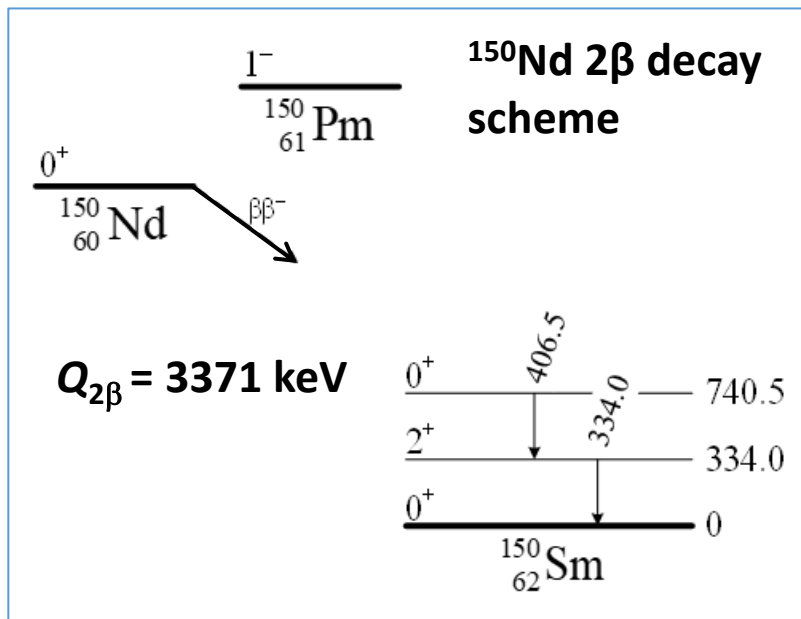 ¹⁵⁰Nd 2β decay
scheme
1⁻
¹⁵⁰₆₁Pm
0⁺
¹⁵⁰₆₀Nd
ββ⁻
Q₂β = 3371 keV
406.5
334.0
0⁺ 740.5
2⁺ 334.0
0⁺ 0
¹⁵⁰₆₂Sm